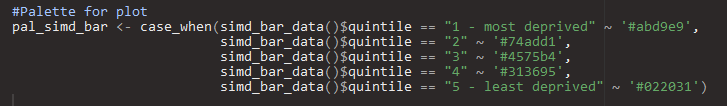 #Palette for plot
pal_simd_bar <- case_when(simd_bar_data()$quintile == "1 - most deprived" ~ '#abd9e9',
simd_bar_data()$quintile == "2" ~ '#74add1',
simd_bar_data()$quintile == "3" ~ '#4575b4',
simd_bar_data()$quintile == "4" ~ '#313695',
simd_bar_data()$quintile == "5 - least deprived" ~ '#022031')